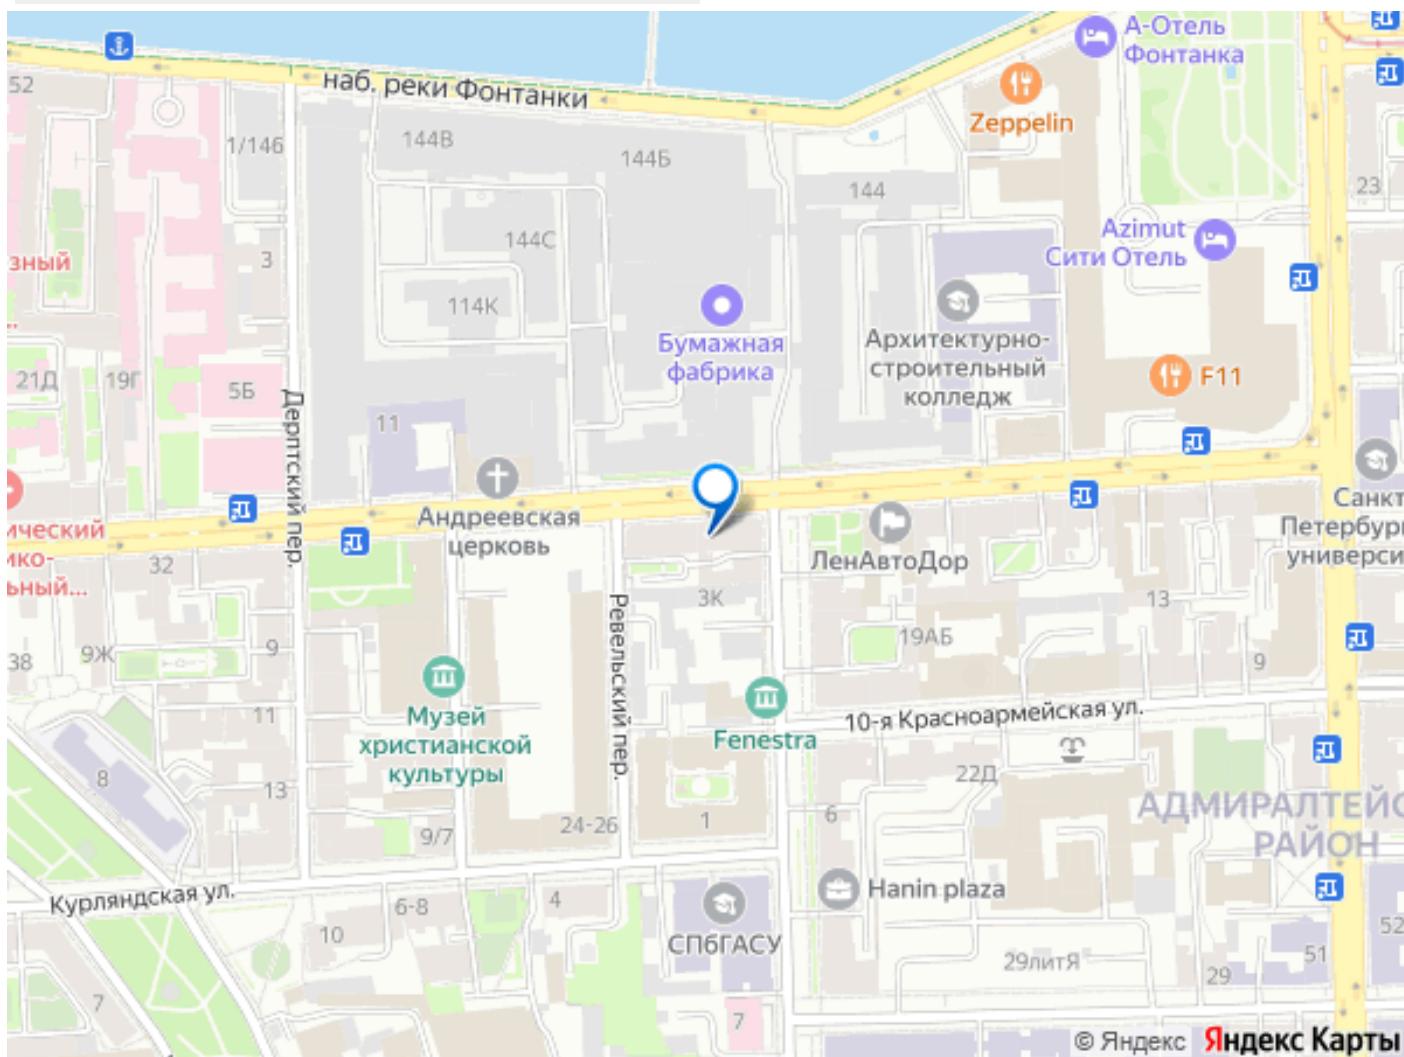 А-Отель
Фонтанка
52
наб. реки Фонтанки
Zeppelin
1/146
144В
144Б
144
23
зный
3
144С
Azimut
Сити Отель
114К
Бумажная
фабрика
Архитектурно-
строительный
колледж
21Д
19Г
5Б
F11
Дерптский пер.
11
Андреевская
церковь
Санкт
Петербур
универси
ический
ико-
ьный...
32
ЛенАвтоДор
3К
13
Ревельский пер.
19АБ
38
9Ж
9
9
11
Музей
христианской
культуры
Fenestra
10-я Красноармейская ул.
8
13
22Д
АДМИРАЛТЕЙС
РАЙОН
9/7
24-26
1
6
Курляндская ул.
6-8
4
Hanin plaza
10
СПбГАСУ
52
51
29литЯ
29
7
7
© Яндекс Яндекс Карты